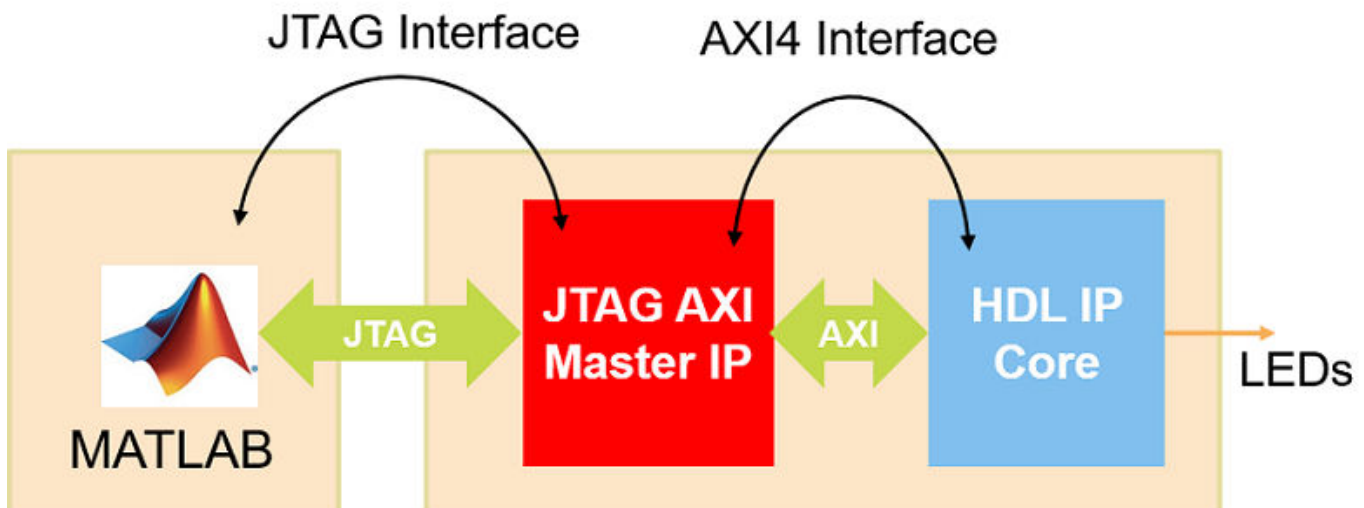 JTAG Interface
AXI4 Interface
JTAG
JTAG AXI
Master IP
AXI
HDL IP
Core
LEDs
MATLAB